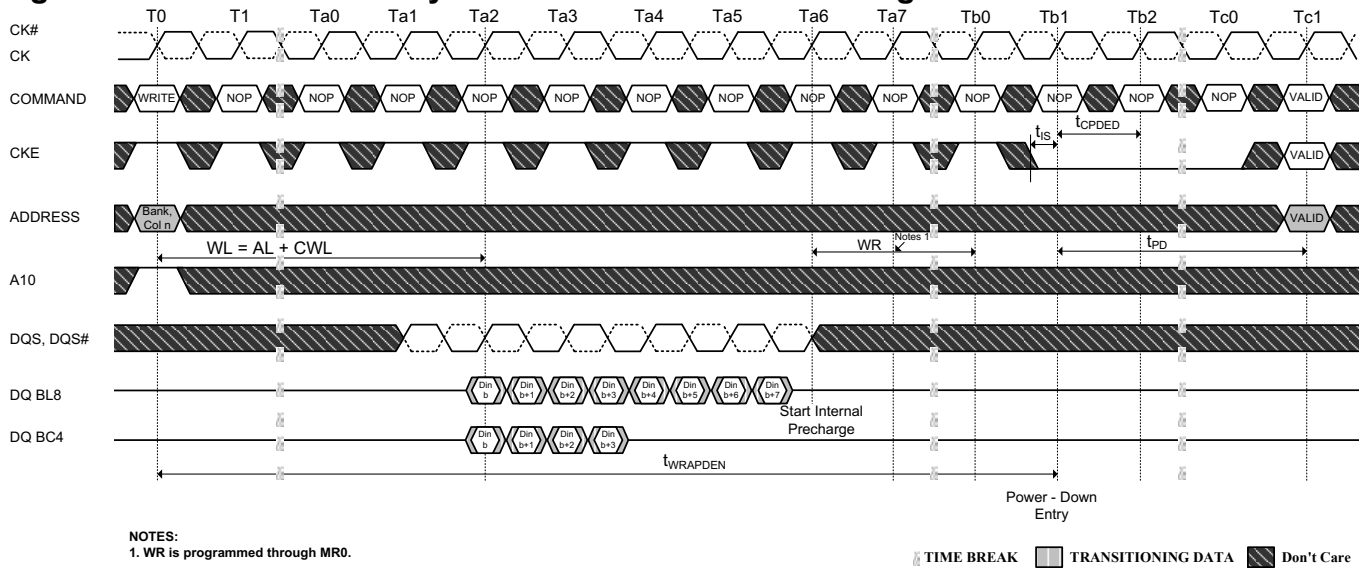 T0 T1 Ta0 Ta1 Ta2 Ta3 Ta4 Ta5 Ta6 Ta7 Tb0 Tb1 Tb2 Tc0 Tc1
CK#
CK
COMMAND WRITE NOP NOP NOP NOP NOP NOP NOP NOP NOP NOP NOP NOP NOP VALID
tIS tCPDED
CKE VALID
ADDRESS Bank, Col n VALID
WL = AL + CWL WR Notes 1 tPD
A10
DQS, DQS#
DQ BL8 Din b Din b+1 Din b+2 Din b+3 Din b+4 Din b+5 Din b+6 Din b+7
Start Internal
Precharge
DQ BC4 Din b Din b+1 Din b+2 Din b+3
tWRAPDEN
Power - Down
Entry
NOTES:
1. WR is programmed through MR0.
TIME BREAK TRANSITIONING DATA Don't Care